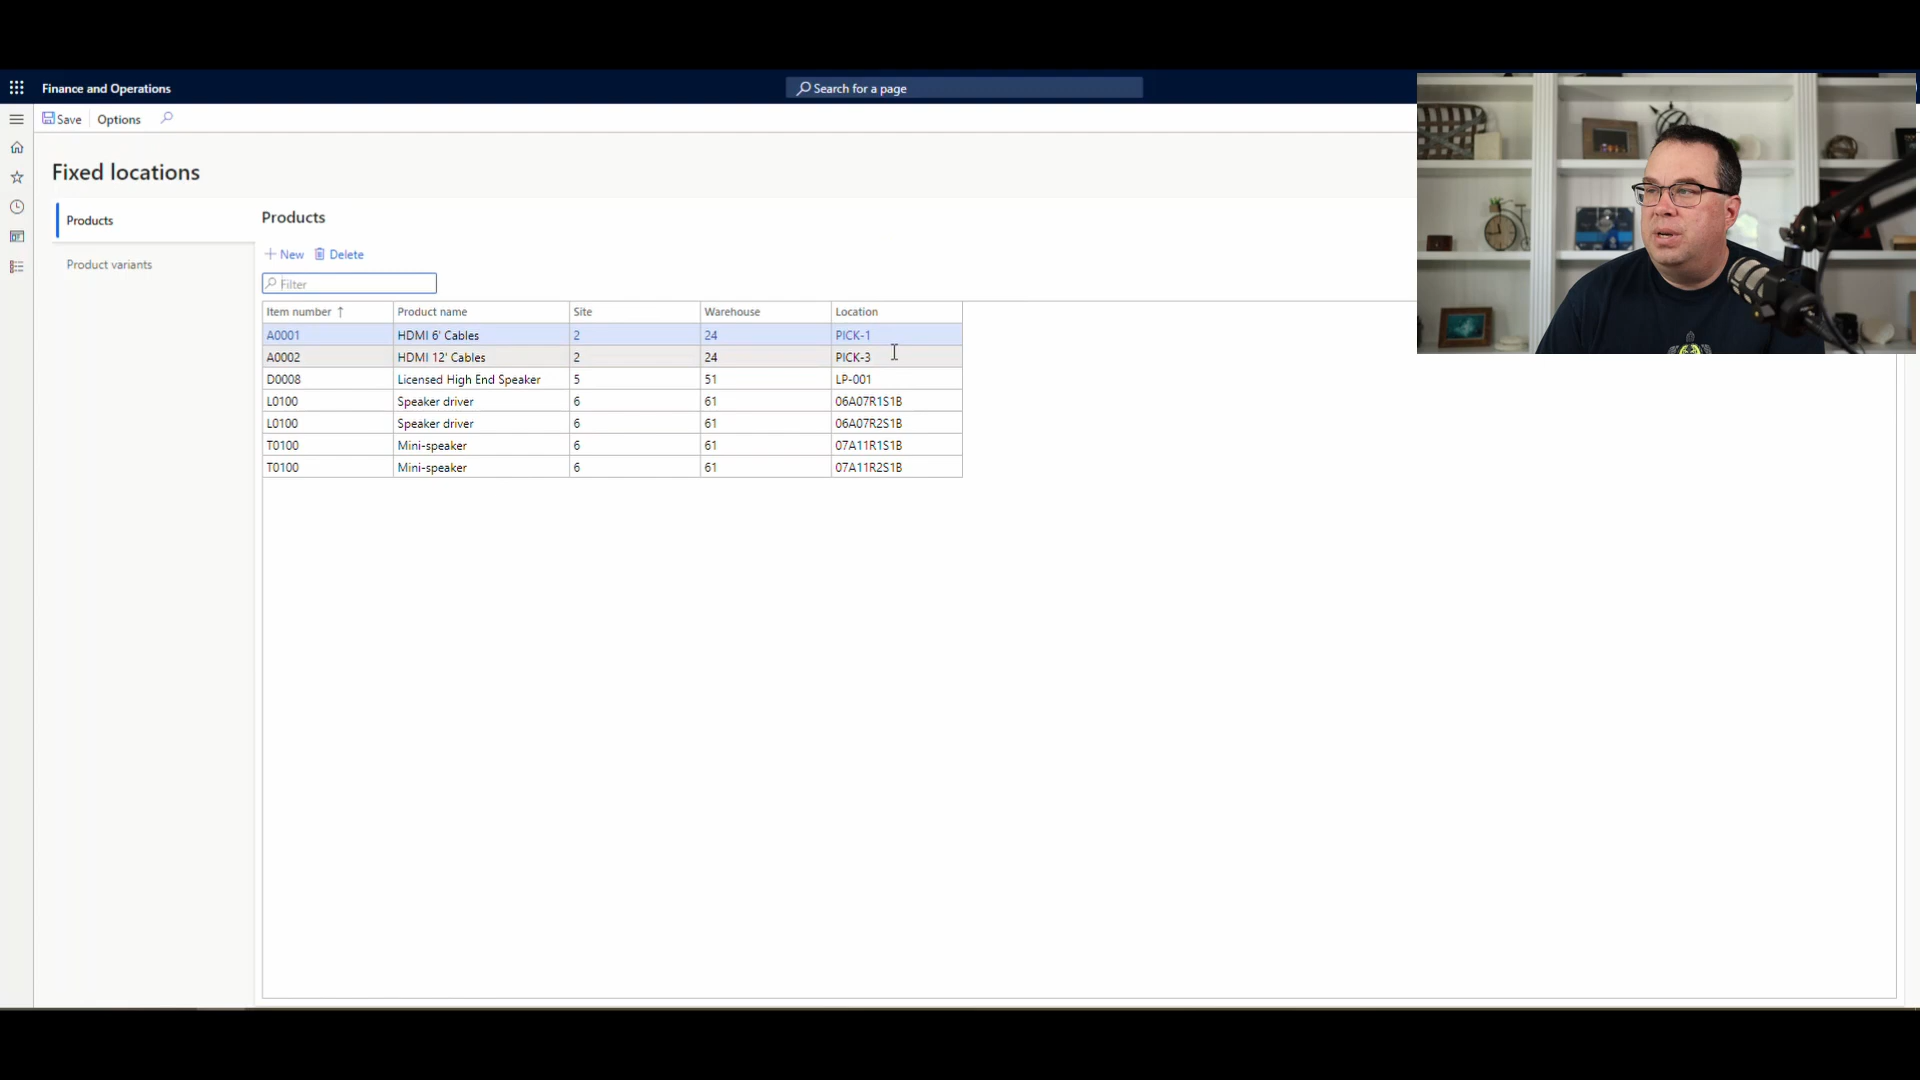 Finance and Operations
Search for a page
Save
Options
Fixed locations
Products
Product variants
Products
New
Delete
Filter
Item number ↑ Product name Site Warehouse Location
A0001 HDMI 6' Cables 2 24 PICK-1
A0002 HDMI 12' Cables 2 24 PICK-3
D0008 Licensed High End Speaker 5 51 LP-001
L0100 Speaker driver 6 61 06A07R1S1B
L0100 Speaker driver 6 61 06A07R2S1B
T0100 Mini-speaker 6 61 07A11R1S1B
T0100 Mini-speaker 6 61 07A11R2S1B